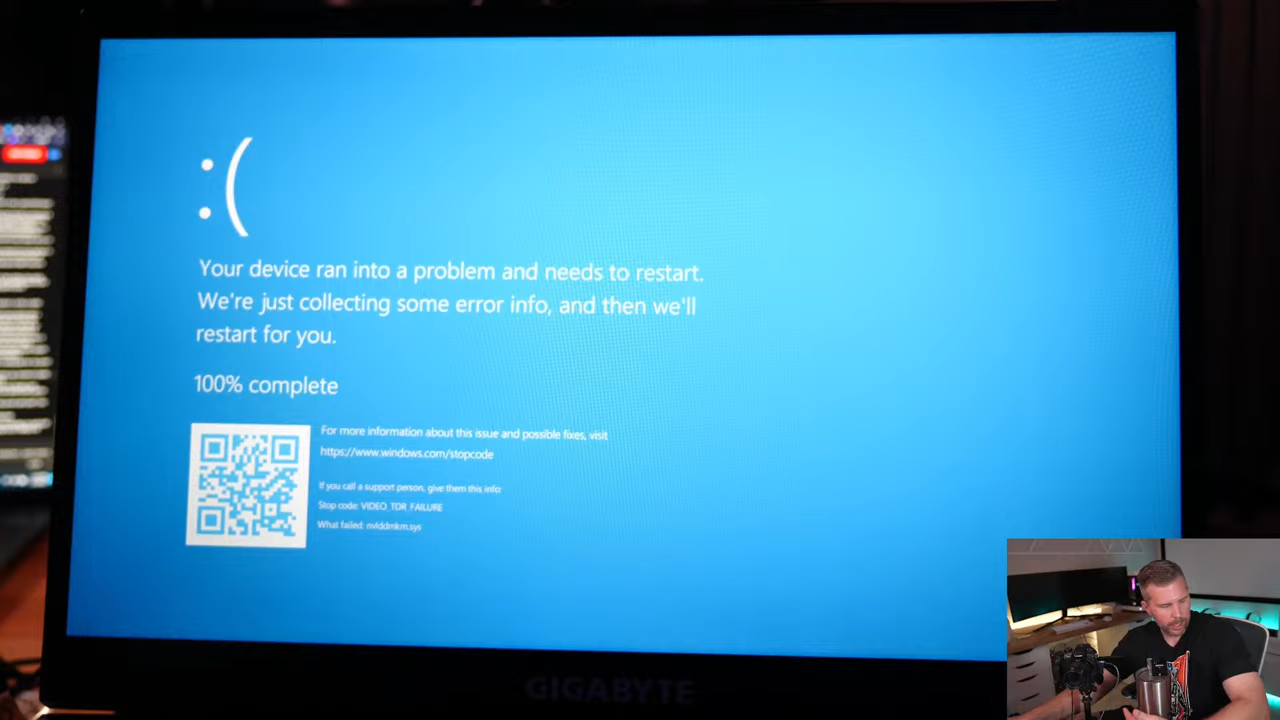 :(
Your device ran into a problem and needs to restart.
We're just collecting some error info, and then we'll
restart for you.
100% complete
For more information about this issue and possible fixes, visit
https://www.windows.com/stopcode
If you call a support person, give them this info:
Stop code: VIDEO_TDR_FAILURE
What failed: nvlddmkm.sys
GIGABYTE